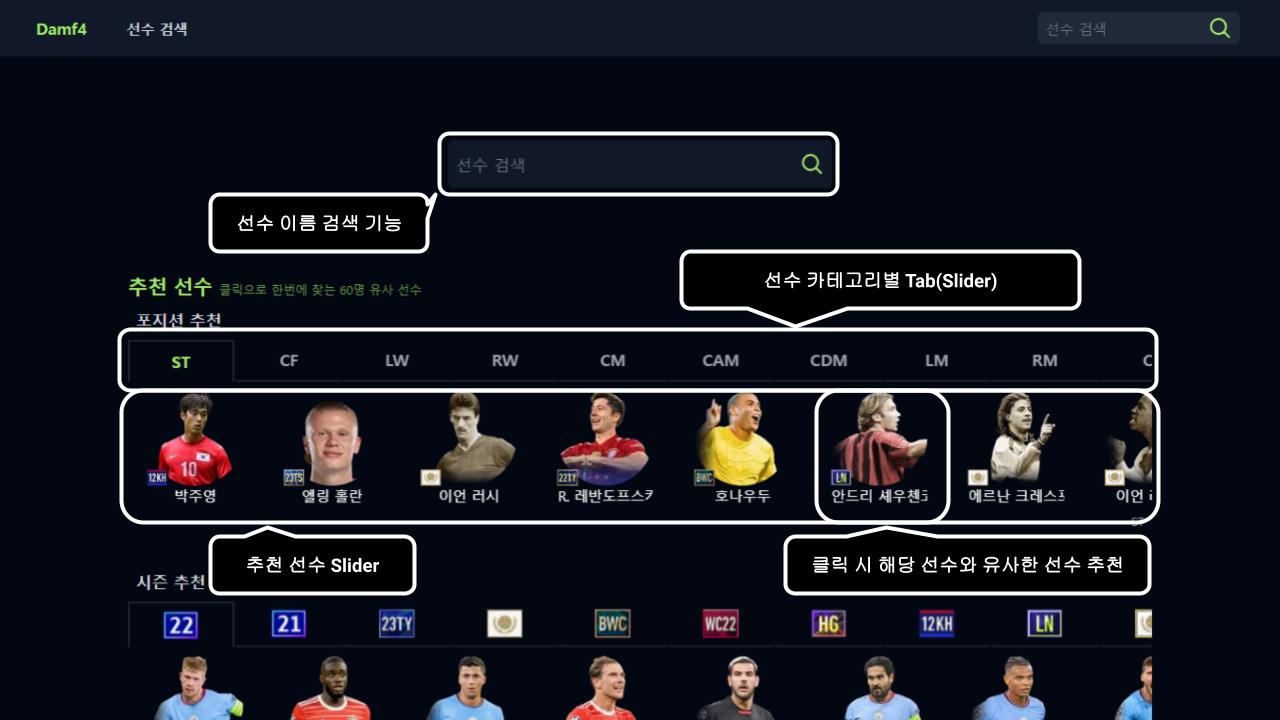 Damf4 선수 검색 선수 검색
선수 검색
선수 이름 검색 기능
선수 카테고리별 Tab(Slider)
추천 선수 클릭으로 한번에 찾는 60명 유사 선수
포지션 추천
ST CF LW RW CM CAM CDM LM RM
10
12KH 23TS 22TY BWC LN
박주영 엘링 홀란 이언 러시 R. 레반도프스키 호나우두 안드리 셰우첸코 에르난 크레스포 이언
ST
추천 선수 Slider
클릭 시 해당 선수와 유사한 선수 추천
시즌 추천
22 21 23TY BWC WC22 HG 12KH LN